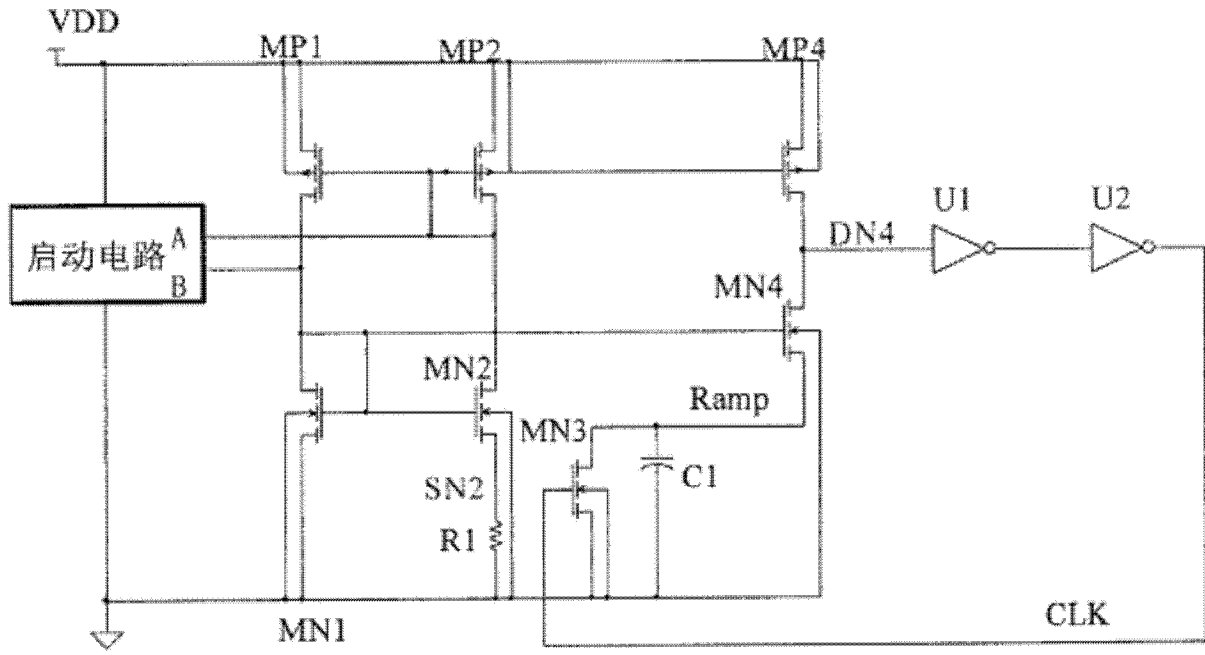 VDD
MP1
MP2
MP4
启动电路
A
B
U1
U2
DN4
MN4
MN2
Ramp
MN3
C1
SN2
R1
MN1
CLK